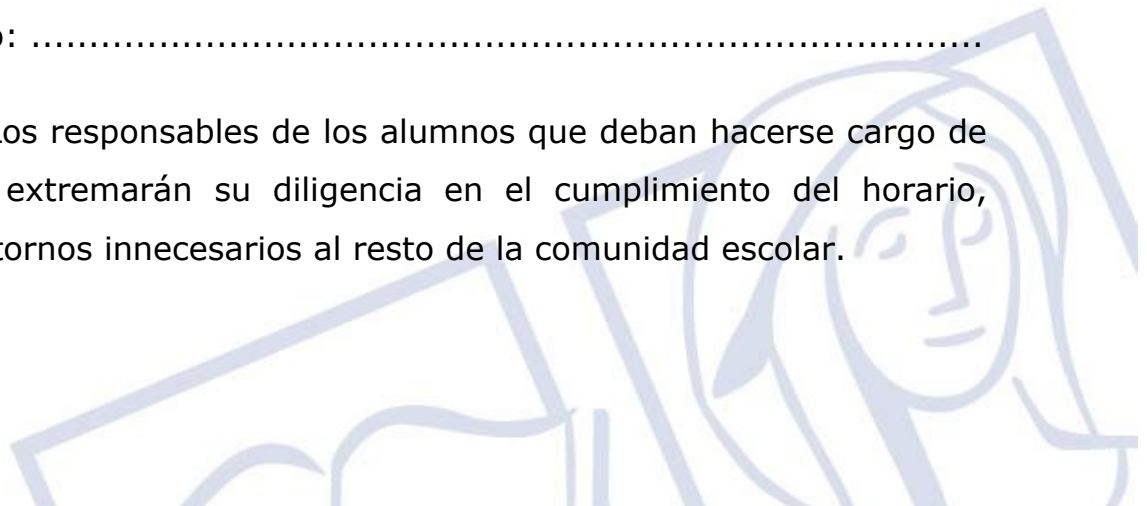 o: ................................................................................
Los responsables de los alumnos que deban hacerse cargo de
extremarán su diligencia en el cumplimiento del horario,
tornos innecesarios al resto de la comunidad escolar.